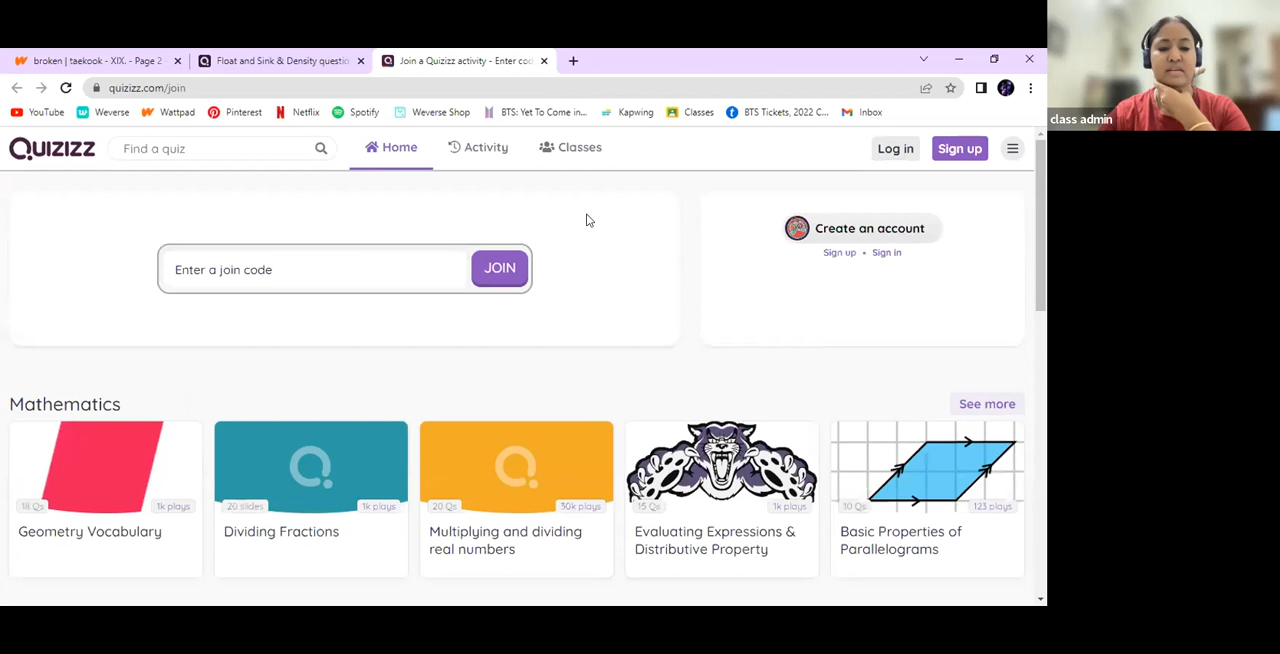 broken | taekook - XIX. - Page 2
Float and Sink & Density questio
Join a Quizizz activity - Enter cod
quizizz.com/join
YouTube
Weverse
Wattpad
Pinterest
Netflix
Spotify
Weverse Shop
BTS: Yet To Come in...
Kapwing
Classes
BTS Tickets, 2022 C...
Inbox
QUIZIZZ
Find a quiz
Home
Activity
Classes
Log in
Sign up
Enter a join code
JOIN
Create an account
Sign up • Sign in
Mathematics
See more
18 Qs
1k plays
Geometry Vocabulary
20 slides
1k plays
Dividing Fractions
20 Qs
30k plays
Multiplying and dividing
real numbers
15 Qs
1k plays
Evaluating Expressions &
Distributive Property
10 Qs
123 plays
Basic Properties of
Parallelograms
class admin